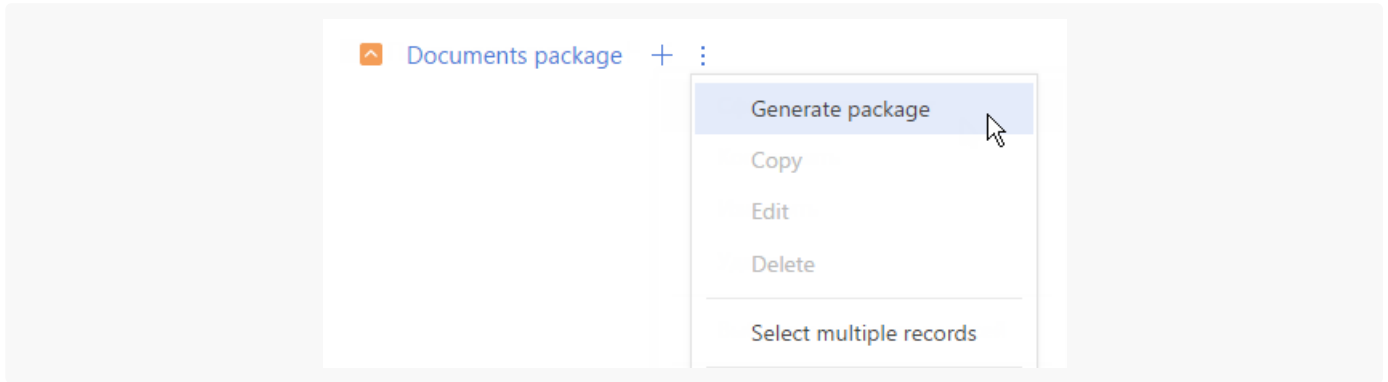 Documents package
Generate package
Copy
Edit
Delete
Select multiple records